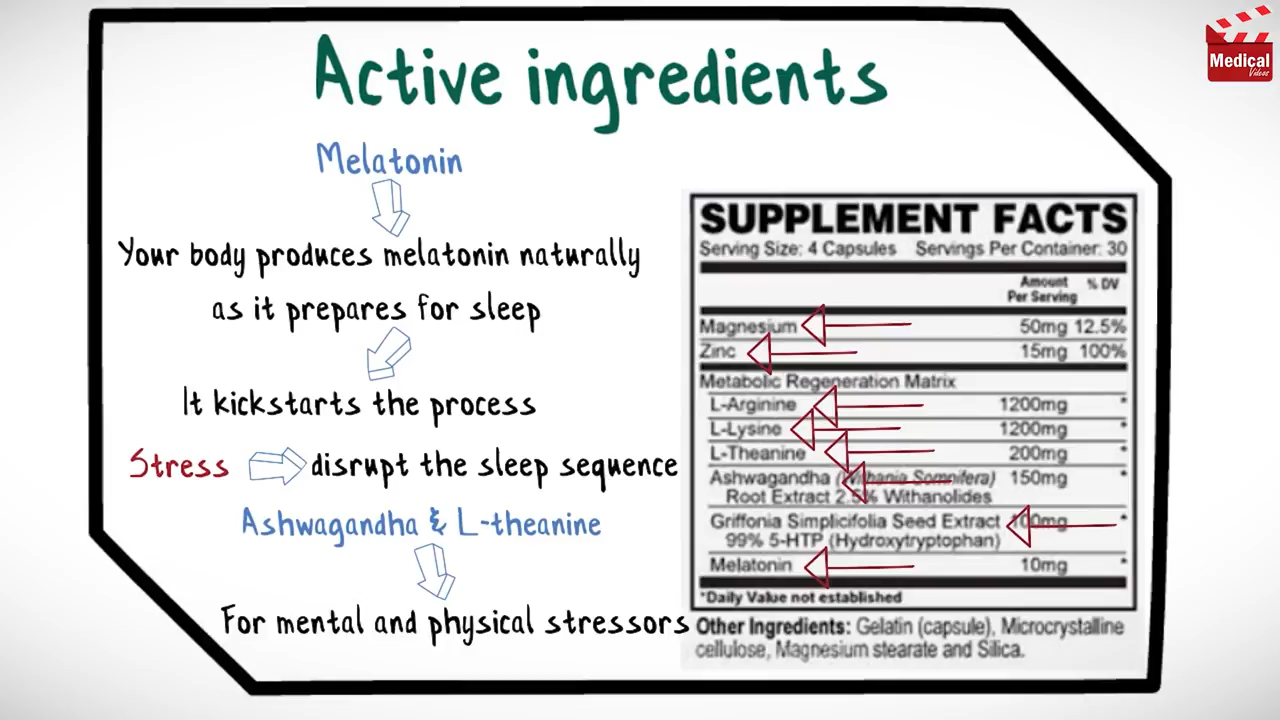 Active ingredients
Medical
Videos
Melatonin
Your body produces melatonin naturally
as it prepares for sleep
It kickstarts the process
Stress disrupt the sleep sequence
Ashwagandha & L-theanine
For mental and physical stressors
SUPPLEMENT FACTS
Serving Size: 4 Capsules Servings Per Container: 30
Amount Per Serving % DV
Magnesium 50mg 12.5%
Zinc 15mg 100%
Metabolic Regeneration Matrix
L-Arginine 1200mg *
L-Lysine 1200mg *
L-Theanine 200mg *
Ashwagandha (Withania Somnifera) 150mg *
Root Extract 2.5% Withanolides
Griffonia Simplicifolia Seed Extract 100mg *
99% 5-HTP (Hydroxytryptophan)
Melatonin 10mg *
*Daily Value not established
Other Ingredients: Gelatin (capsule), Microcrystalline
cellulose, Magnesium stearate and Silica.